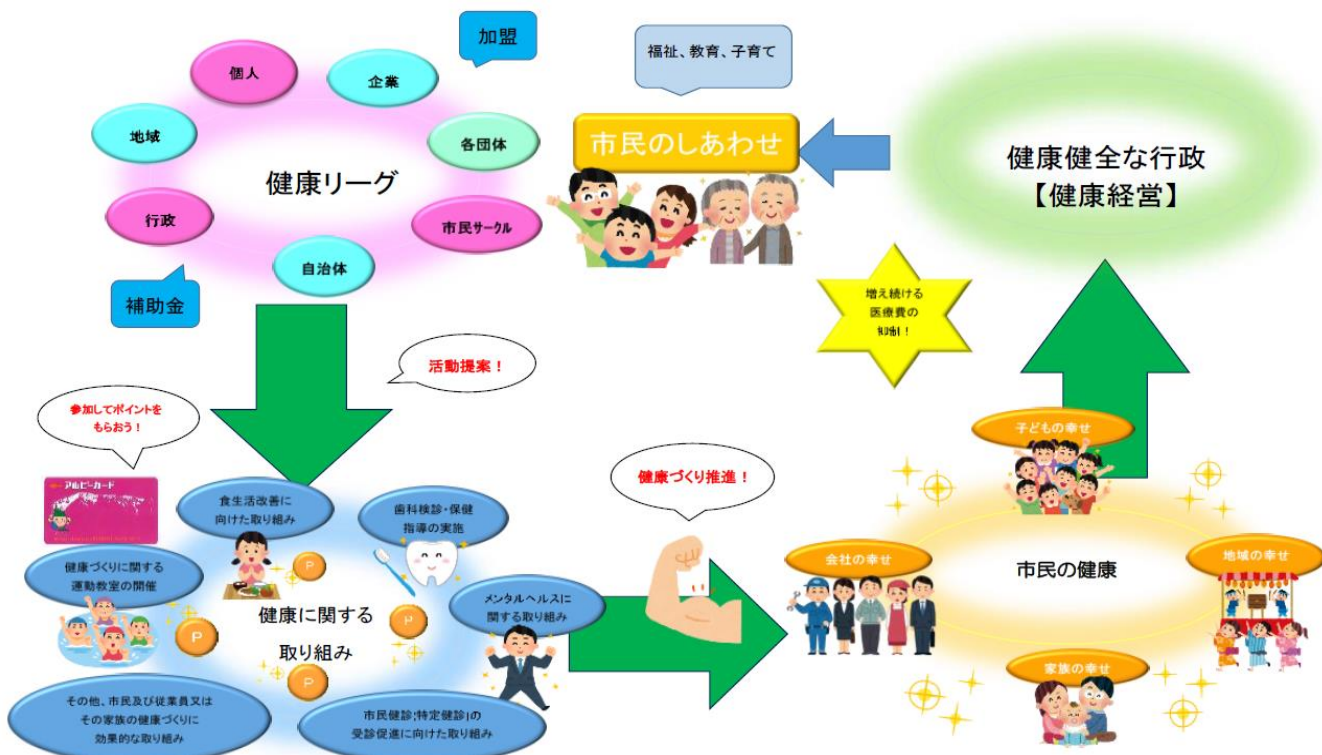 加盟
個人
企業
地域
各団体
健康リーグ
行政
市民サークル
自治体
補助金
福祉、教育、子育て
市民のしあわせ
健康健全な行政
【健康経営】
増え続ける
医療費の
活動提案！
参加してポイントを
もらおう！
アルピーカード
食生活改善に
向けた取り組み
歯科検診・保健
指導の実施
健康づくりに関する
運動教室の開催
メンタルヘルスに
関する取り組み
健康に関する
取り組み
P
P
P
P
その他、市民及び従業員又は
その家族の健康づくりに
効果的な取り組み
市民健診(特定健診)の
受診促進に向けた取り組み
健康づくり推進！
子どもの幸せ
会社の幸せ
地域の幸せ
市民の健康
家族の幸せ